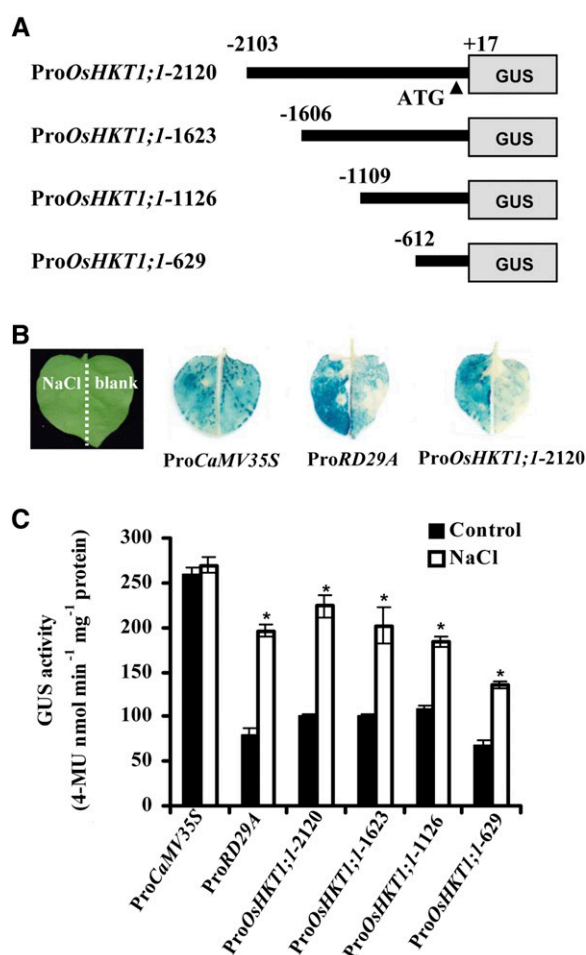 A
-2103
+17
ProOsHKT1;1-2120
GUS
ATG
-1606
ProOsHKT1;1-1623
GUS
-1109
ProOsHKT1;1-1126
GUS
-612
ProOsHKT1;1-629
GUS
B
NaCl blank
ProCaMV35S
ProRD29A
ProOsHKT1;1-2120
C
Control
NaCl
GUS activity
(4-MU nmol min-1 mg-1 protein)
300
250
200
150
100
50
0
* * * * *
ProCaMV35S
ProRD29A
ProOsHKT1;1-2120
ProOsHKT1;1-1623
ProOsHKT1;1-1126
ProOsHKT1;1-629